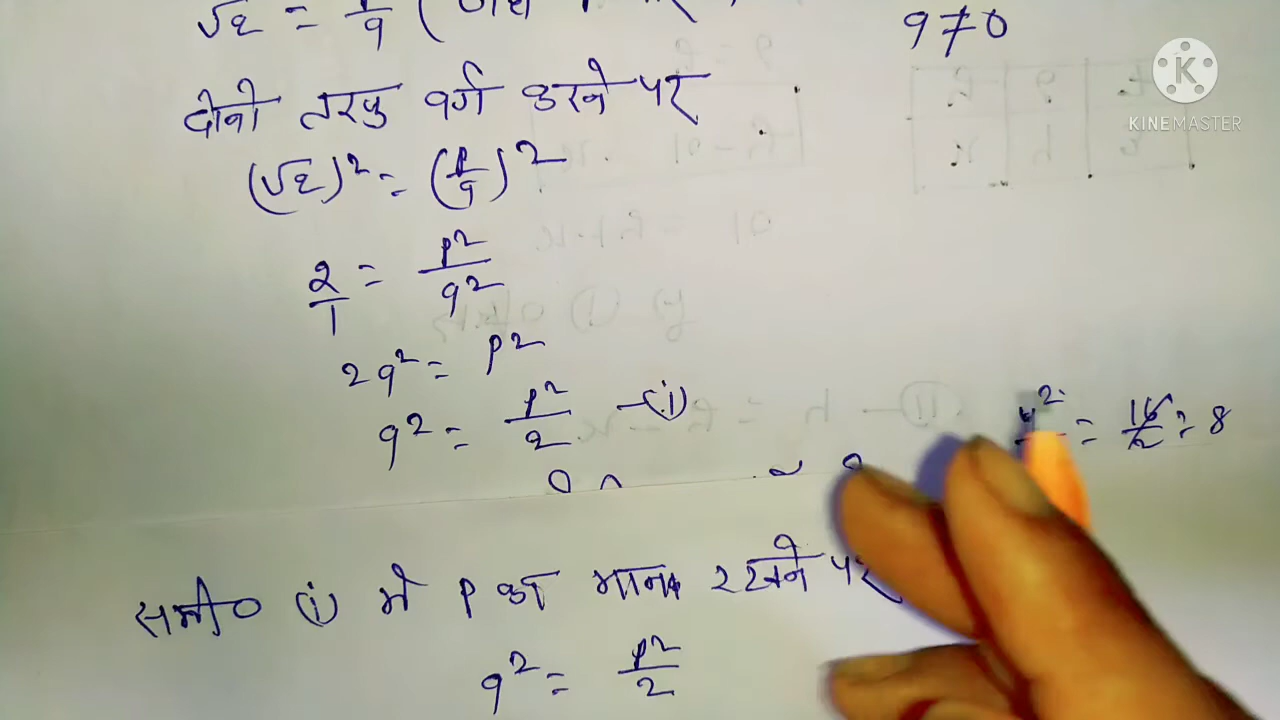 √2 = p/q (
q ≠ 0
दोनो तरफ वर्ग करने पर
(√2)² = (p/q)²
2/1 = p²/q²
2q² = p²
q² = p²/2 —(i)
4² = 16/2 = 8
समी० (i) मे p का मान रखने पर
q² = p²/2
KINEMASTER